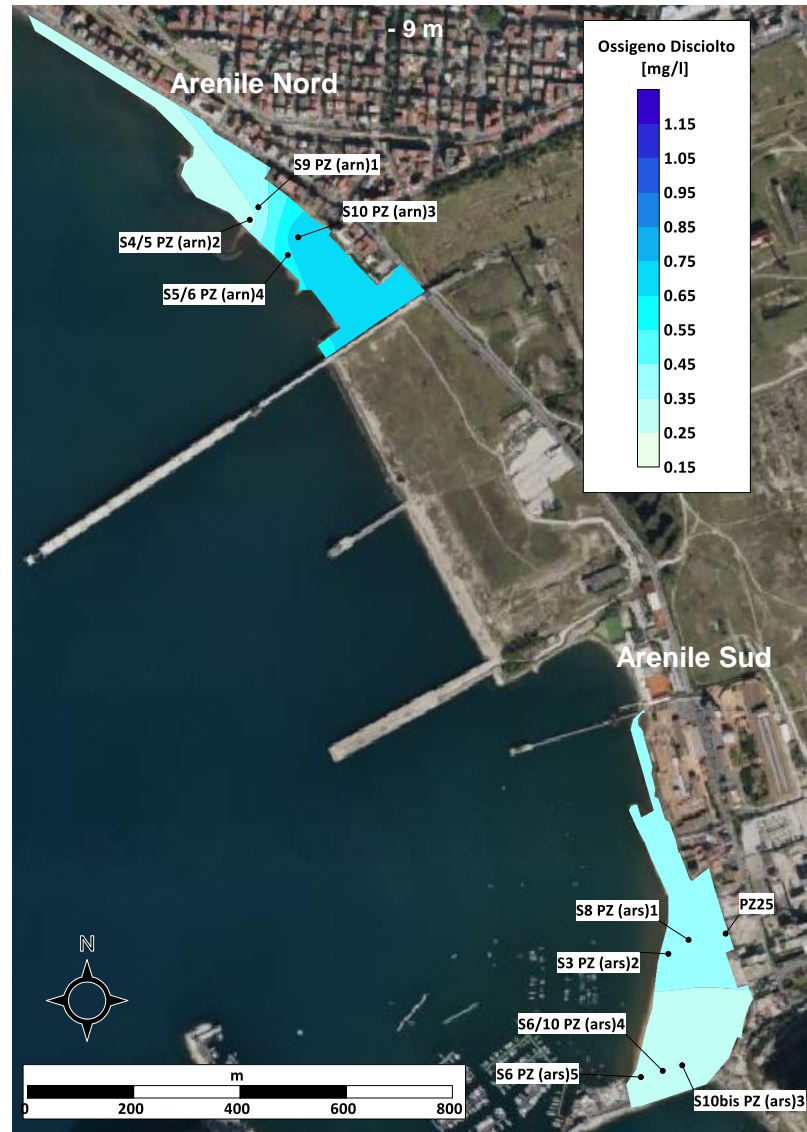 - 9 m
Arenile Nord
Ossigeno Disciolto
[mg/l]
1.15
1.05
0.95
0.85
0.75
0.65
0.55
0.45
0.35
0.25
0.15
S9 PZ (arn)1
S10 PZ (arn)3
S4/5 PZ (arn)2
S5/6 PZ (arn)4
Arenile Sud
S8 PZ (ars)1
PZ25
S3 PZ (ars)2
S6/10 PZ (ars)4
S6 PZ (ars)5
S10bis PZ (ars)3
N
m
0
200
400
600
800